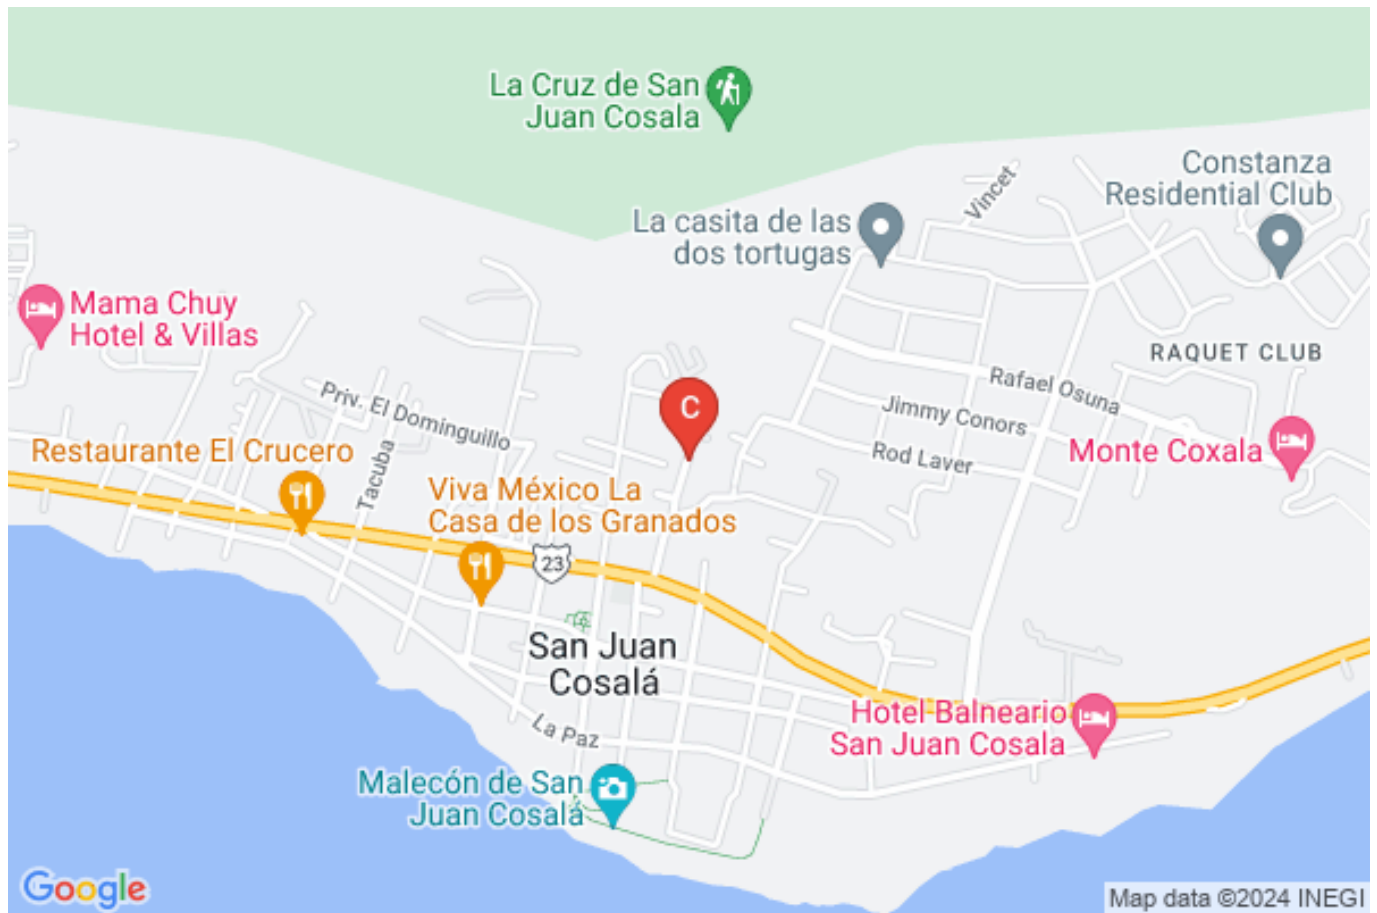 La Cruz de San
Juan Cosala
Constanza
Residential Club
Vincet
La casita de las
dos tortugas
Mama Chuy
Hotel & Villas
RAQUET CLUB
Rafael Osuna
Priv. El Dominguillo
C
Jimmy Conors
Restaurante El Crucero
Tacuba
Rod Laver
Monte Coxala
Viva México La
Casa de los Granados
23
San Juan
Cosalá
La Paz
Hotel Balneario
San Juan Cosala
Malecón de San
Juan Cosalá
Google
Map data ©2024 INEGI